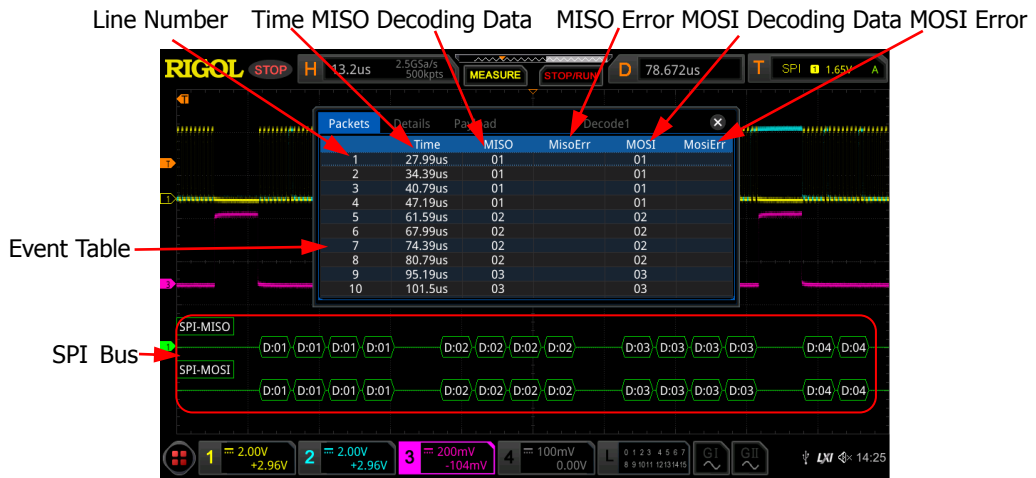 Line Number Time MISO Decoding Data MISO Error MOSI Decoding Data MOSI Error
RIGOL STOP H 13.2us 2.5GSa/s 500kpts MEASURE STOP/RUN D 78.672us T SPI 1 1.65V A
T
Packets Details Decode1
Time MISO MisoErr MOSI MosiErr
1 27.99us 01 01
2 34.39us 01 01
3 40.79us 01 01
4 47.19us 01 01
5 61.59us 02 02
6 67.99us 02 02
7 74.39us 02 02
8 80.79us 02 02
9 95.19us 03 03
10 101.5us 03 03
T
1
3
Event Table
SPI-MISO
1 D:01 D:01 D:01 D:01 D:02 D:02 D:02 D:02 D:03 D:03 D:03 D:03 D:04 D:04
SPI Bus
SPI-MOSI
D:01 D:01 D:01 D:01 D:02 D:02 D:02 D:02 D:03 D:03 D:03 D:03 D:04 D:04
1 2.00V +2.96V 2 2.00V +2.96V 3 200mV -104mV 4 100mV 0.00V L 0 1 2 3 4 5 6 7 8 9 10 11 12 13 14 15 GI GII LXI 14:25